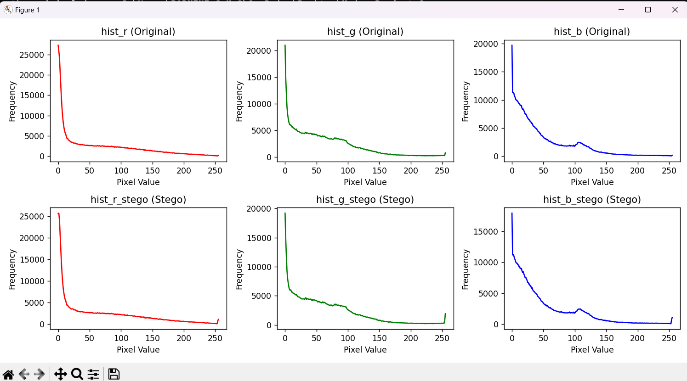 Figure 1
hist_r (Original) hist_g (Original) hist_b (Original)
Frequency Frequency Frequency
25000 20000 20000
20000 15000 15000
15000 10000 10000
10000 5000 5000
5000 0 0
0
0 50 100 150 200 250 0 50 100 150 200 250 0 50 100 150 200 250
Pixel Value Pixel Value Pixel Value
hist_r_stego (Stego) hist_g_stego (Stego) hist_b_stego (Stego)
Frequency Frequency Frequency
25000 20000 15000
20000 15000 10000
15000 10000 5000
10000 5000 0
5000 0
0
0 50 100 150 200 250 0 50 100 150 200 250 0 50 100 150 200 250
Pixel Value Pixel Value Pixel Value